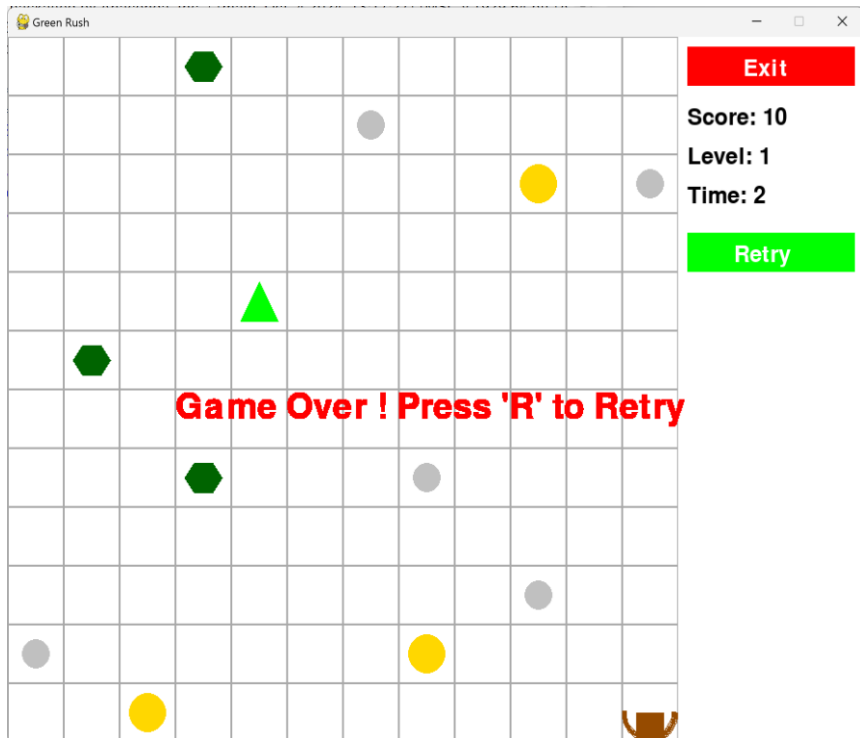 Green Rush
Exit
Score: 10
Level: 1
Time: 2
Retry
Game Over ! Press 'R' to Retry